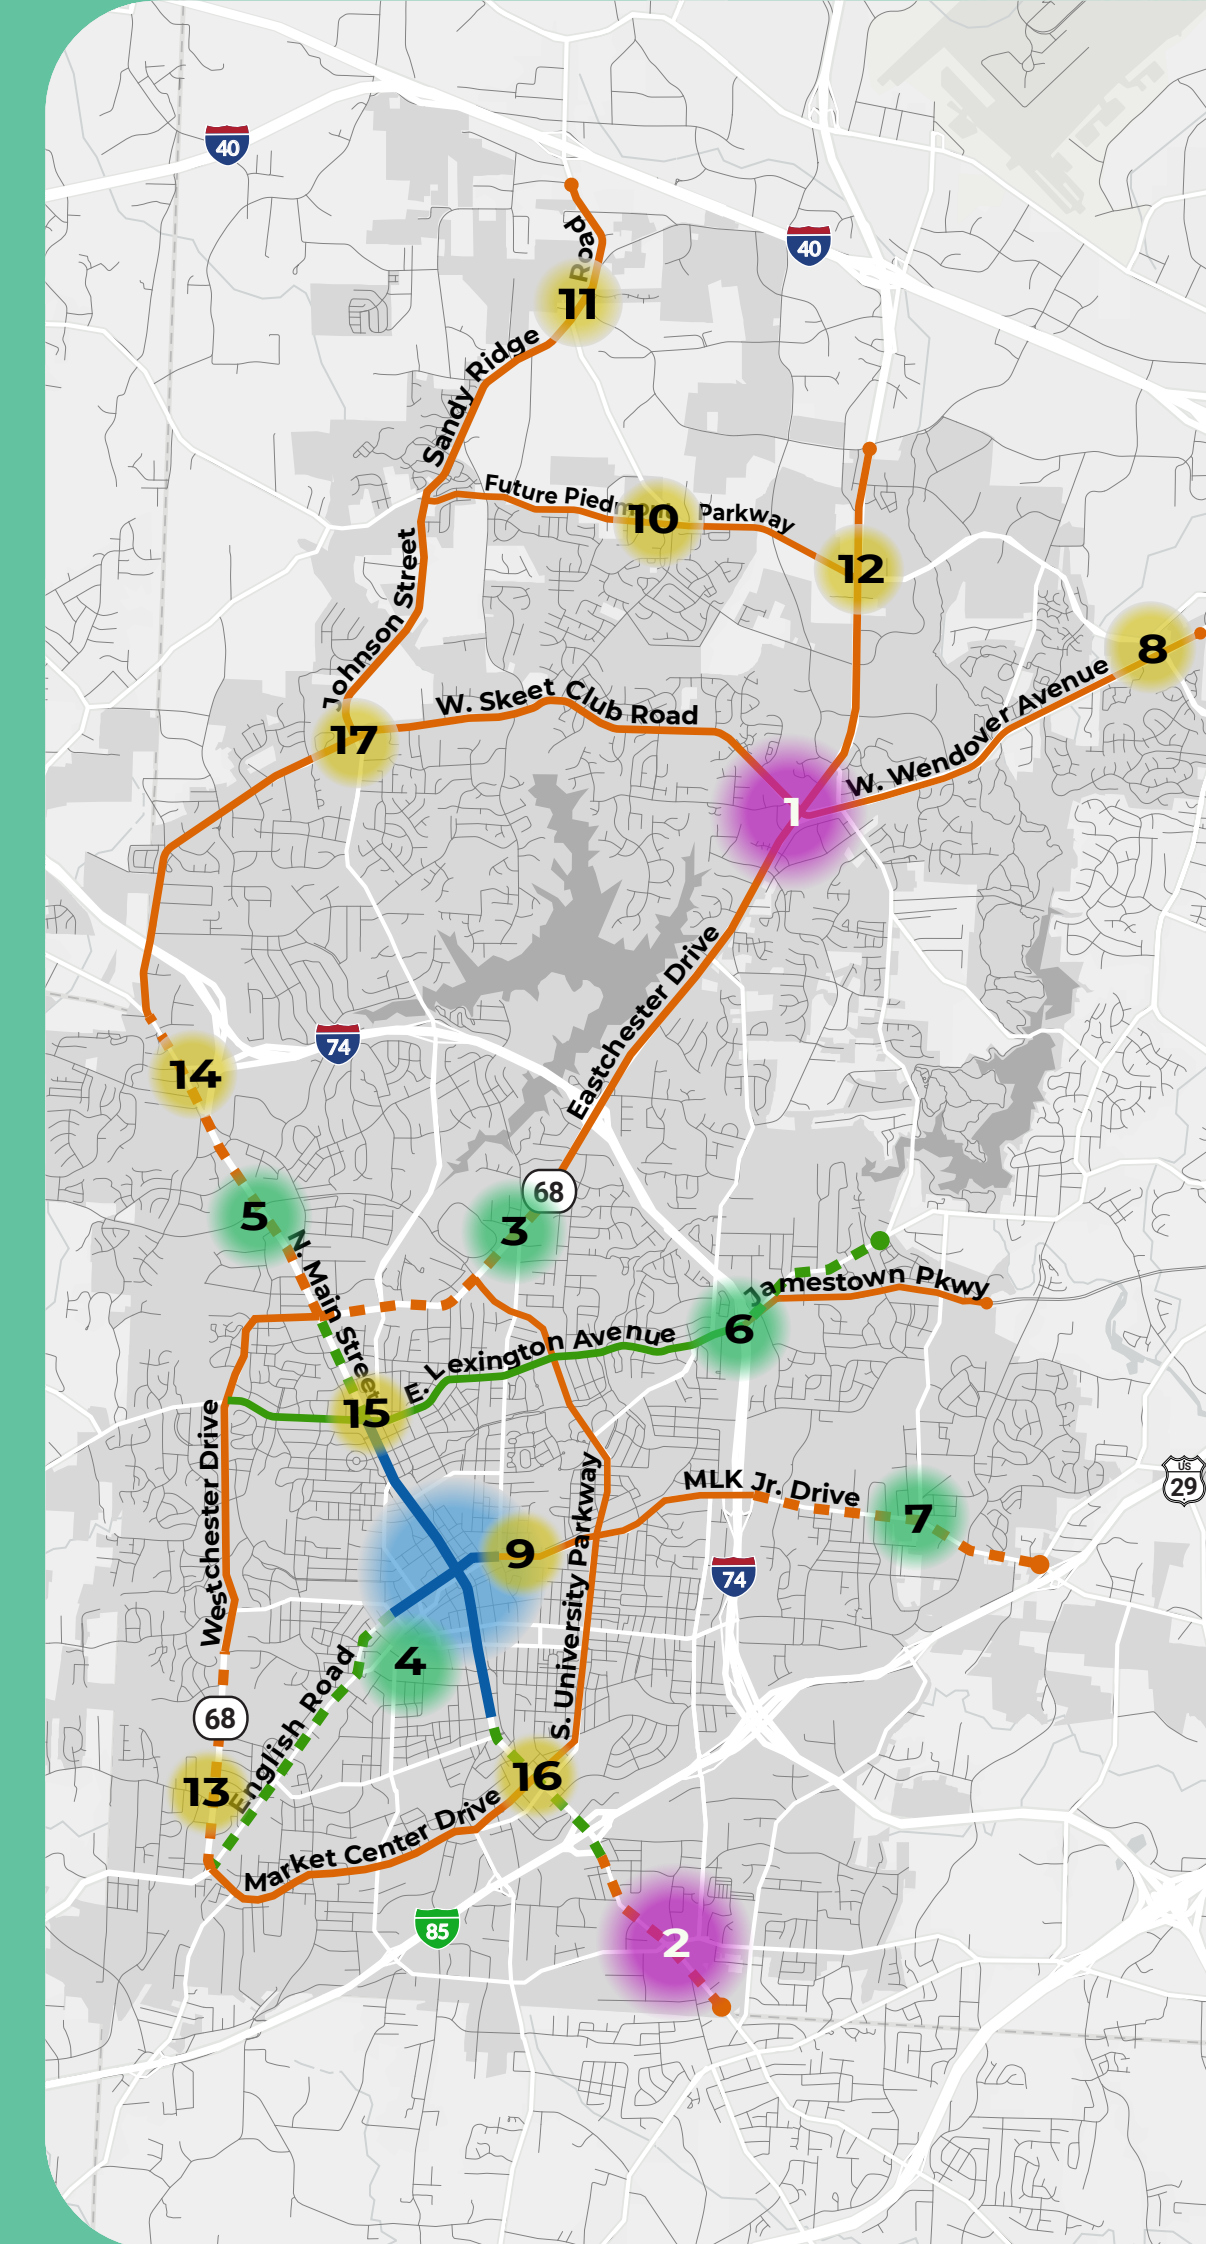 40
40
Sandy Ridge Road
11
Future Piedmont Parkway
10
12
Johnson Street
8
W. Skeet Club Road
17
W. Wendover Avenue
1
Eastchester Drive
74
14
68
5
3
N. Main Street
Jamestown Pkwy
6
E. Lexington Avenue
15
Westchester Drive
MLK Jr. Drive
US
29
7
9
74
S. University Parkway
4
English Road
68
13
16
Market Center Drive
85
2